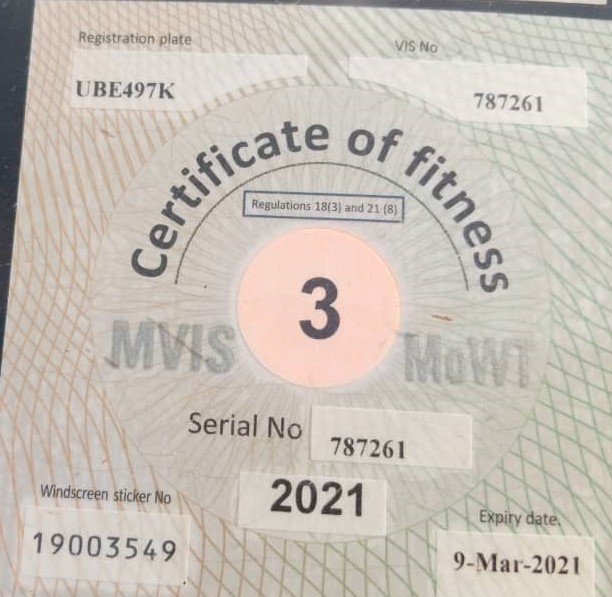 Registration plate
VIS No
UBE497K
787261
Certificate of fitness
Regulations 18(3) and 21 (8)
3
MVIS
MoWT
Serial No
787261
2021
Windscreen sticker No
Expiry date.
19003549
9-Mar-2021